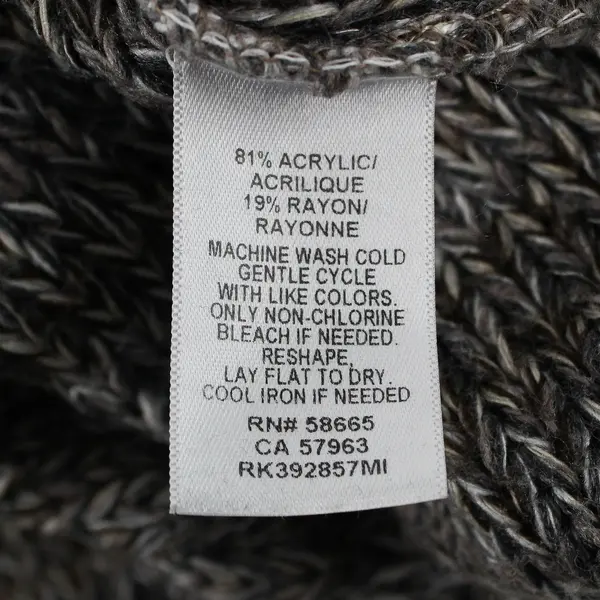 81% ACRYLIC/
ACRILIQUE
19% RAYON/
RAYONNE
MACHINE WASH COLD
GENTLE CYCLE
WITH LIKE COLORS.
ONLY NON-CHLORINE
BLEACH IF NEEDED.
RESHAPE,
LAY FLAT TO DRY.
COOL IRON IF NEEDED
RN# 58665
CA 57963
RK392857MI